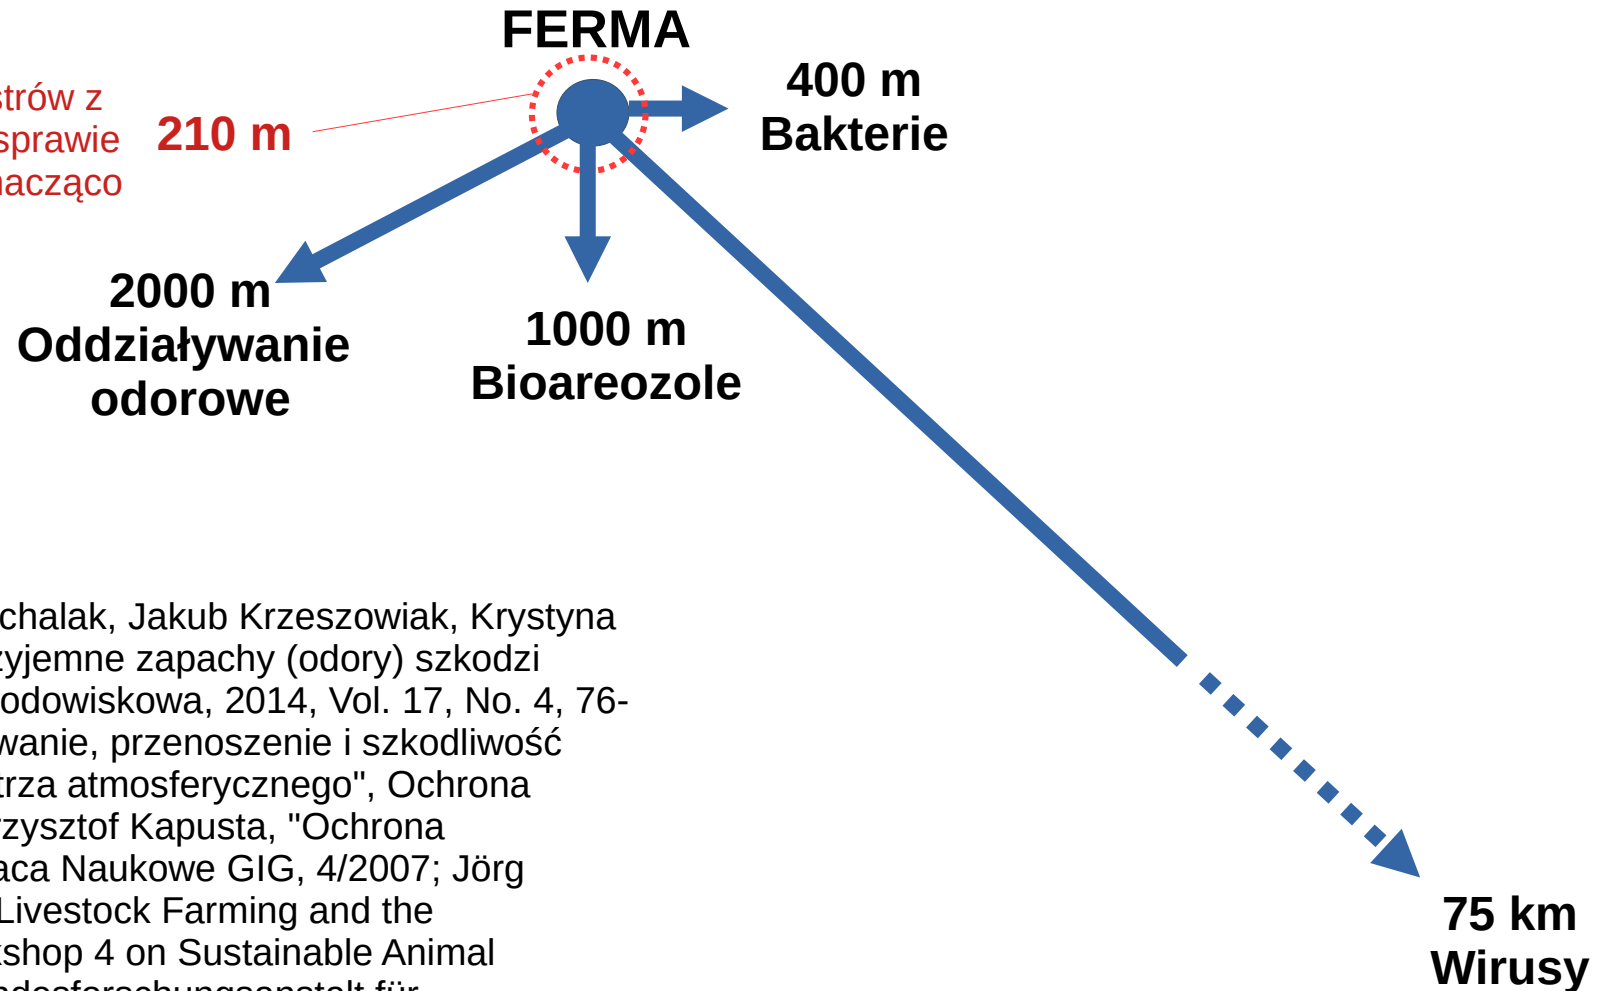 FERMA
strów z
sprawie
nacząco
210 m
400 m
Bakterie
2000 m
Oddziaływanie
odorowe
1000 m
Bioareozole
chalak, Jakub Krzeszowiak, Krystyna
zyjemne zapachy (odory) szkodzi
odowiskowa, 2014, Vol. 17, No. 4, 76-
wanie, przenoszenie i szkodliwość
trza atmosferycznego", Ochrona
rzysztof Kapusta, "Ochrona
aca Naukowe GIG, 4/2007; Jörg
Livestock Farming and the
kshop 4 on Sustainable Animal
ndesforschungsanstalt für
75 km
Wirusy